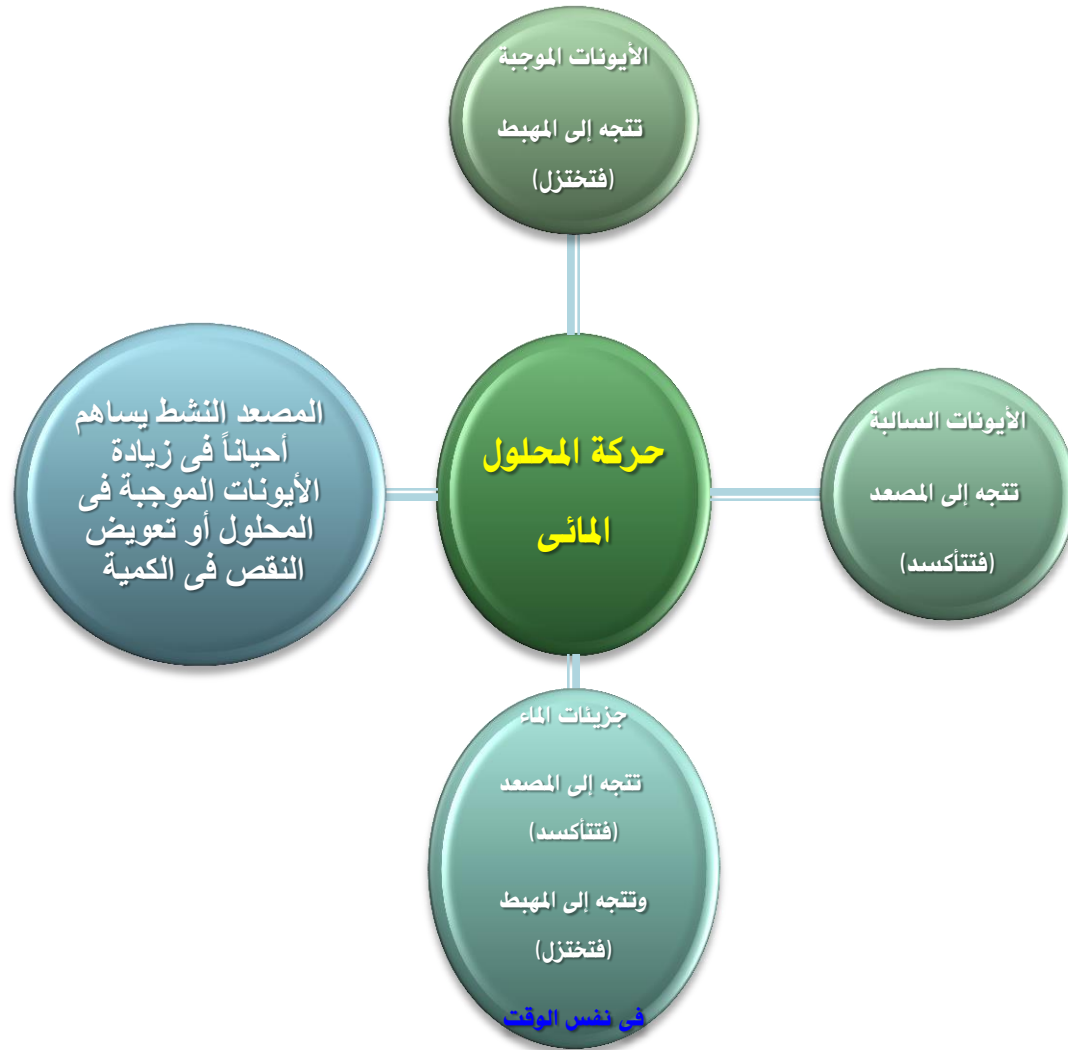 الأيونات الموجبة
تتجه إلى المهبط
(فتختزل)
حركة المحلول
المائى
الأيونات السالبة
تتجه إلى المصعد
(فتتأكسد)
المصعد النشط يساهم
أحياناً فى زيادة
الأيونات الموجبة فى
المحلول أو تعويض
النقص فى الكمية
جزيئات الماء
تتجه إلى المصعد
(فتتأكسد)
وتتجه إلى المهبط
(فتختزل)
فى نفس الوقت